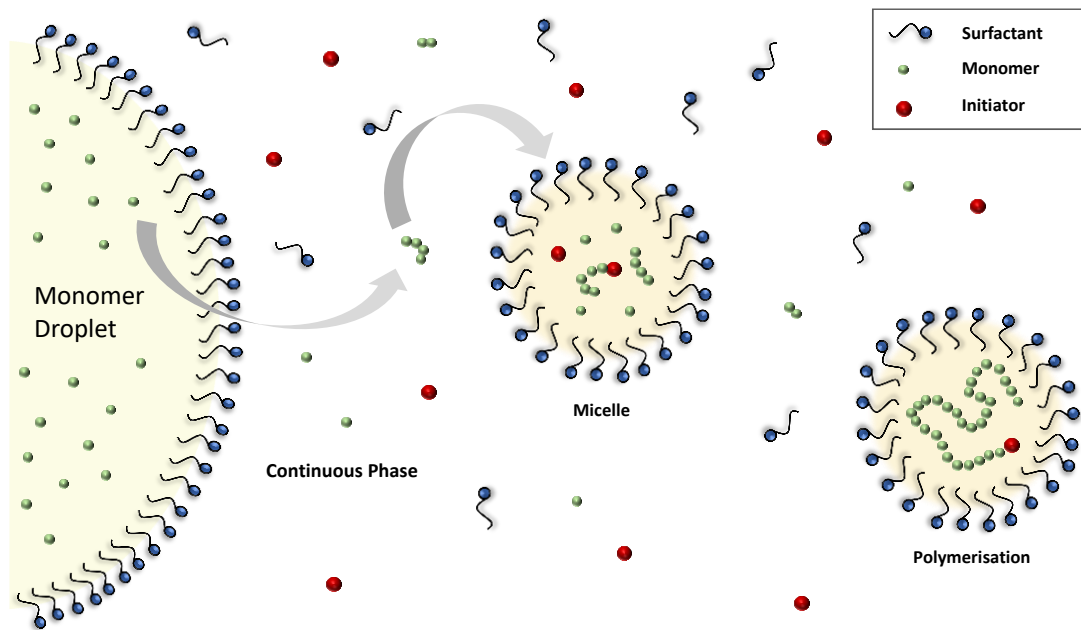 Surfactant
Monomer
Initiator
Monomer
Droplet
Micelle
Continuous Phase
Polymerisation